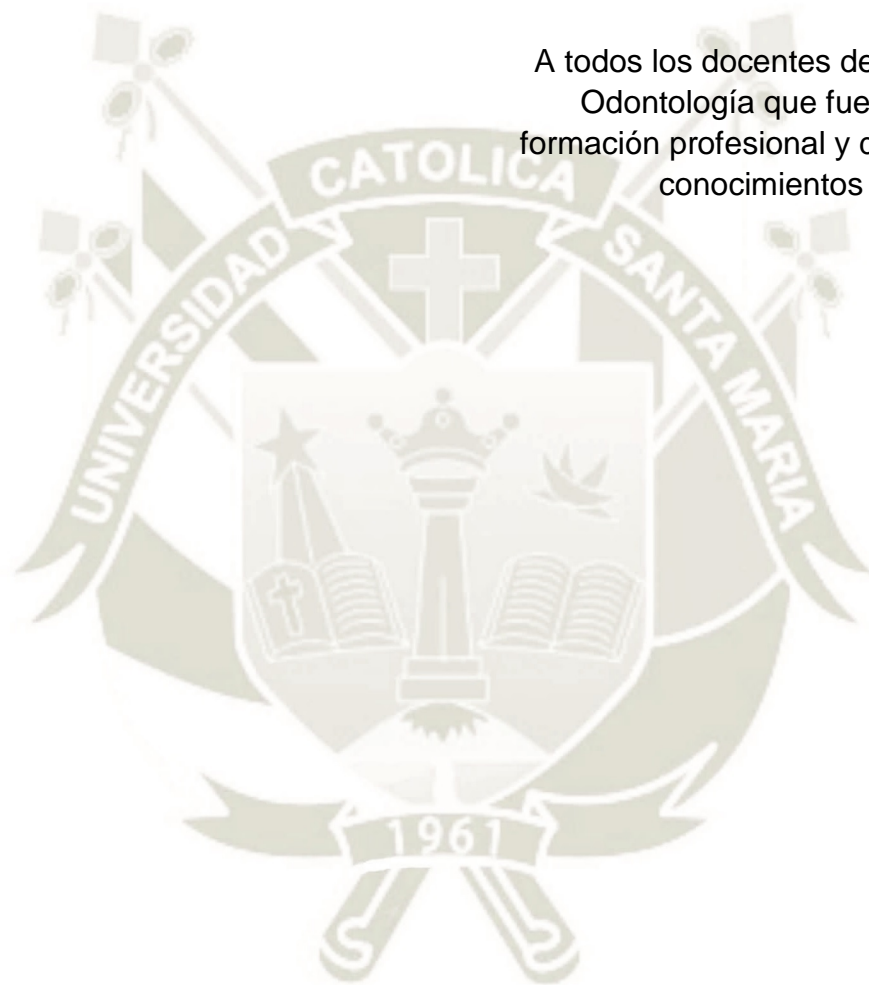 A todos los docentes de
Odontología que fue
formación profesional y
conocimientos
UNIVERSIDAD
CATOLICA
SANTA MARIA
1961